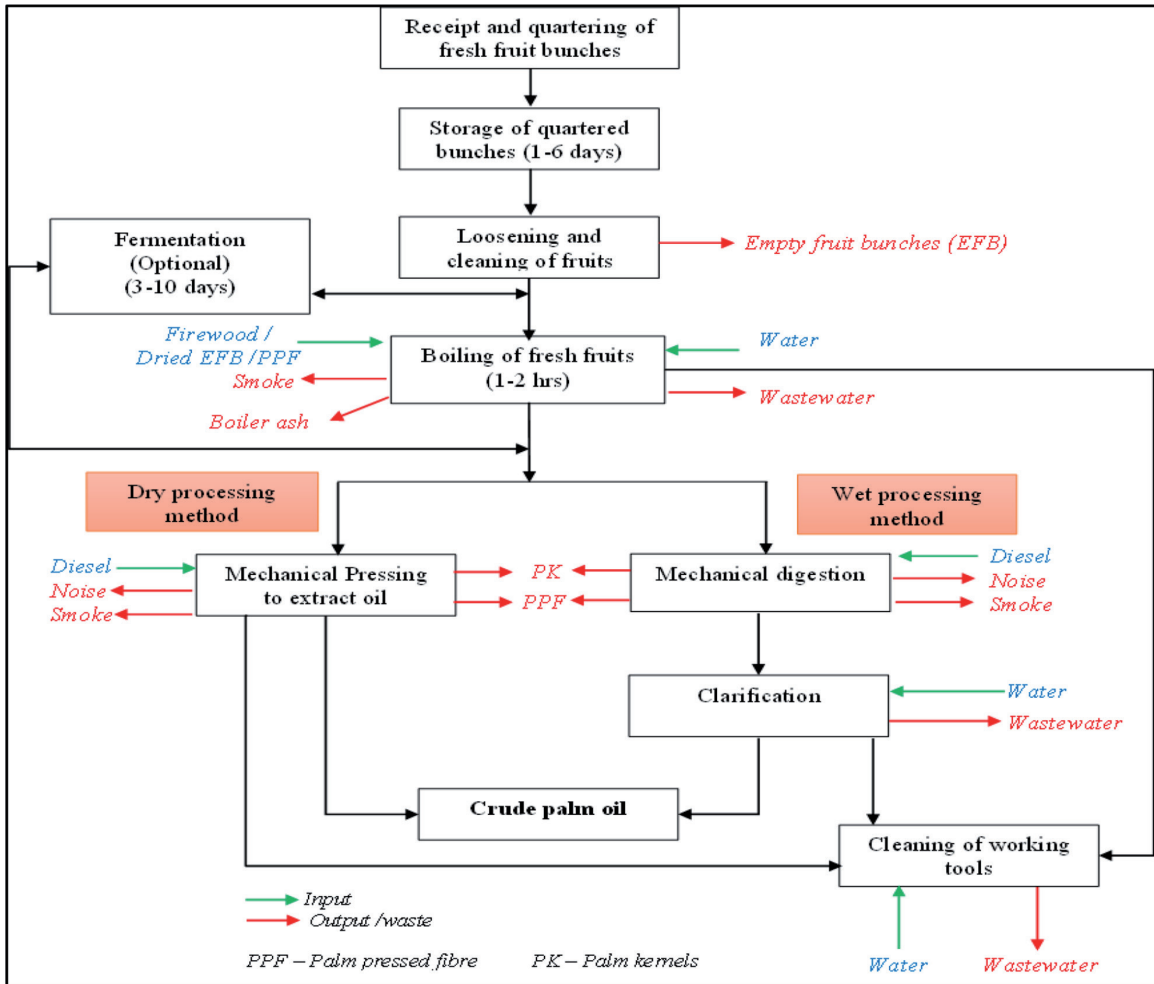 Receipt and quartering of
fresh fruit bunches
Storage of quartered
bunches (1-6 days)
Fermentation
(Optional)
(3-10 days)
Loosening and
cleaning of fruits
Empty fruit bunches (EFB)
Firewood /
Dried EFB /PPF
Smoke
Boiler ash
Boiling of fresh fruits
(1-2 hrs)
Water
Wastewater
Dry processing
method
Wet processing
method
Diesel
Noise
Smoke
Mechanical Pressing
to extract oil
PK
PPF
Mechanical digestion
Diesel
Noise
Smoke
Clarification
Water
Wastewater
Crude palm oil
Cleaning of working
tools
Input
Output /waste
PPF – Palm pressed fibre
PK – Palm kernels
Water
Wastewater